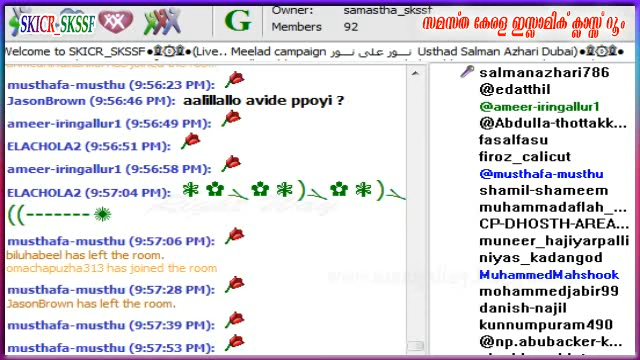 SKICR_SKSSF
Owner: samastha_skssf
Members 92
G
സമസ്ത കേരള ഇസ്ലാമിക് ക്ലാസ്സ് റൂം
Welcome to SKICR_SKSSF●۩۞۩●(Live.. Meelad campaign نـور على نـور Usthad Salman Azhari Dubai)●۩۞۩●
musthafa-musthu (9:56:23 PM):
JasonBrown (9:56:46 PM): aalillallo avide ppoyi ?
ameer-iringallur1 (9:56:49 PM):
ELACHOLA2 (9:56:51 PM):
ameer-iringallur1 (9:56:58 PM):
ELACHOLA2 (9:57:04 PM): ❃ ✿ ⁀ ✿ ❃ )⁀ ✿ ❃ )⁀
((-------❋
musthafa-musthu (9:57:06 PM):
biluhabeel has left the room.
omachapuzha313 has joined the room
musthafa-musthu (9:57:28 PM):
JasonBrown has left the room.
musthafa-musthu (9:57:39 PM):
musthafa-musthu (9:57:53 PM):
salmanazhari786
@edatthil
@ameer-iringallur1
@Abdulla-thottakk...
fasalfasu
firoz_calicut
@musthafa-musthu
shamil-shameem
muhammadaflah_...
CP-DHOSTH-AREA...
muneer_hajiyarpalli
niyas_kadangod
MuhammedMahshook
mohammedjabir99
danish-najil
kunnumpuram490
@np.abubacker-k...